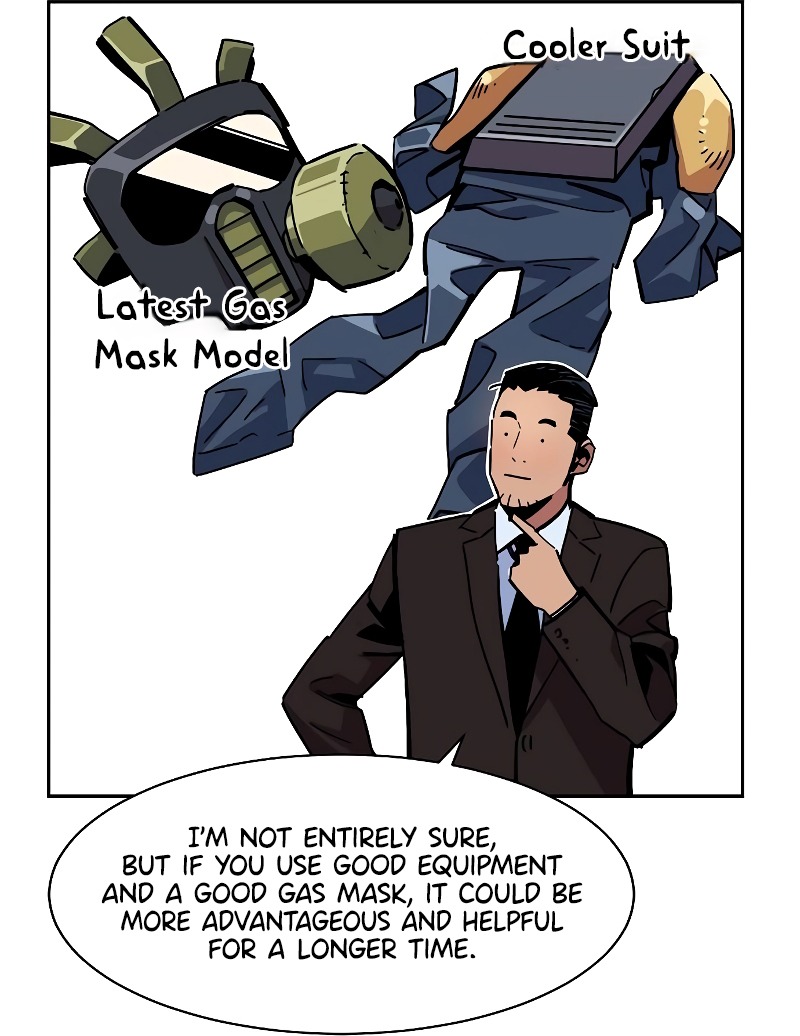 Cooler Suit
Latest Gas
Mask Model
I'M NOT ENTIRELY SURE,
BUT IF YOU USE GOOD EQUIPMENT
AND A GOOD GAS MASK, IT COULD BE
MORE ADVANTAGEOUS AND HELPFUL
FOR A LONGER TIME.